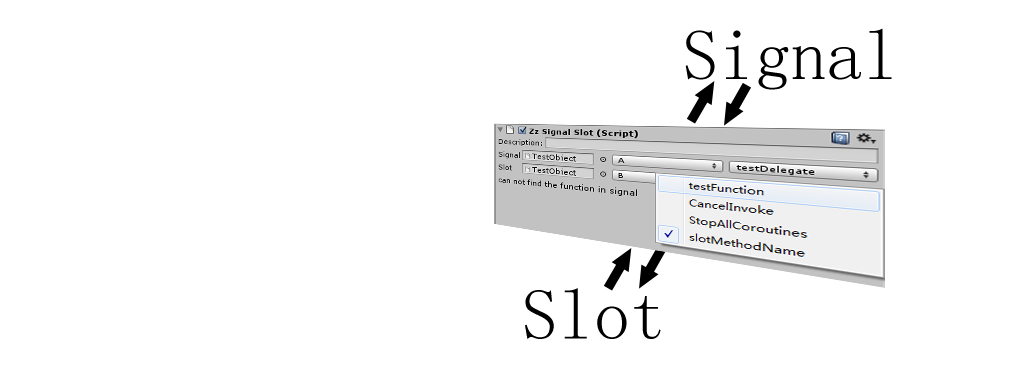 Signal
Zz Signal Slot (Script)
Description:
Signal TestObject A testDelegate
Slot TestObject B
can not find the function in signal
testFunction
CancelInvoke
StopAllCoroutines
slotMethodName
Slot